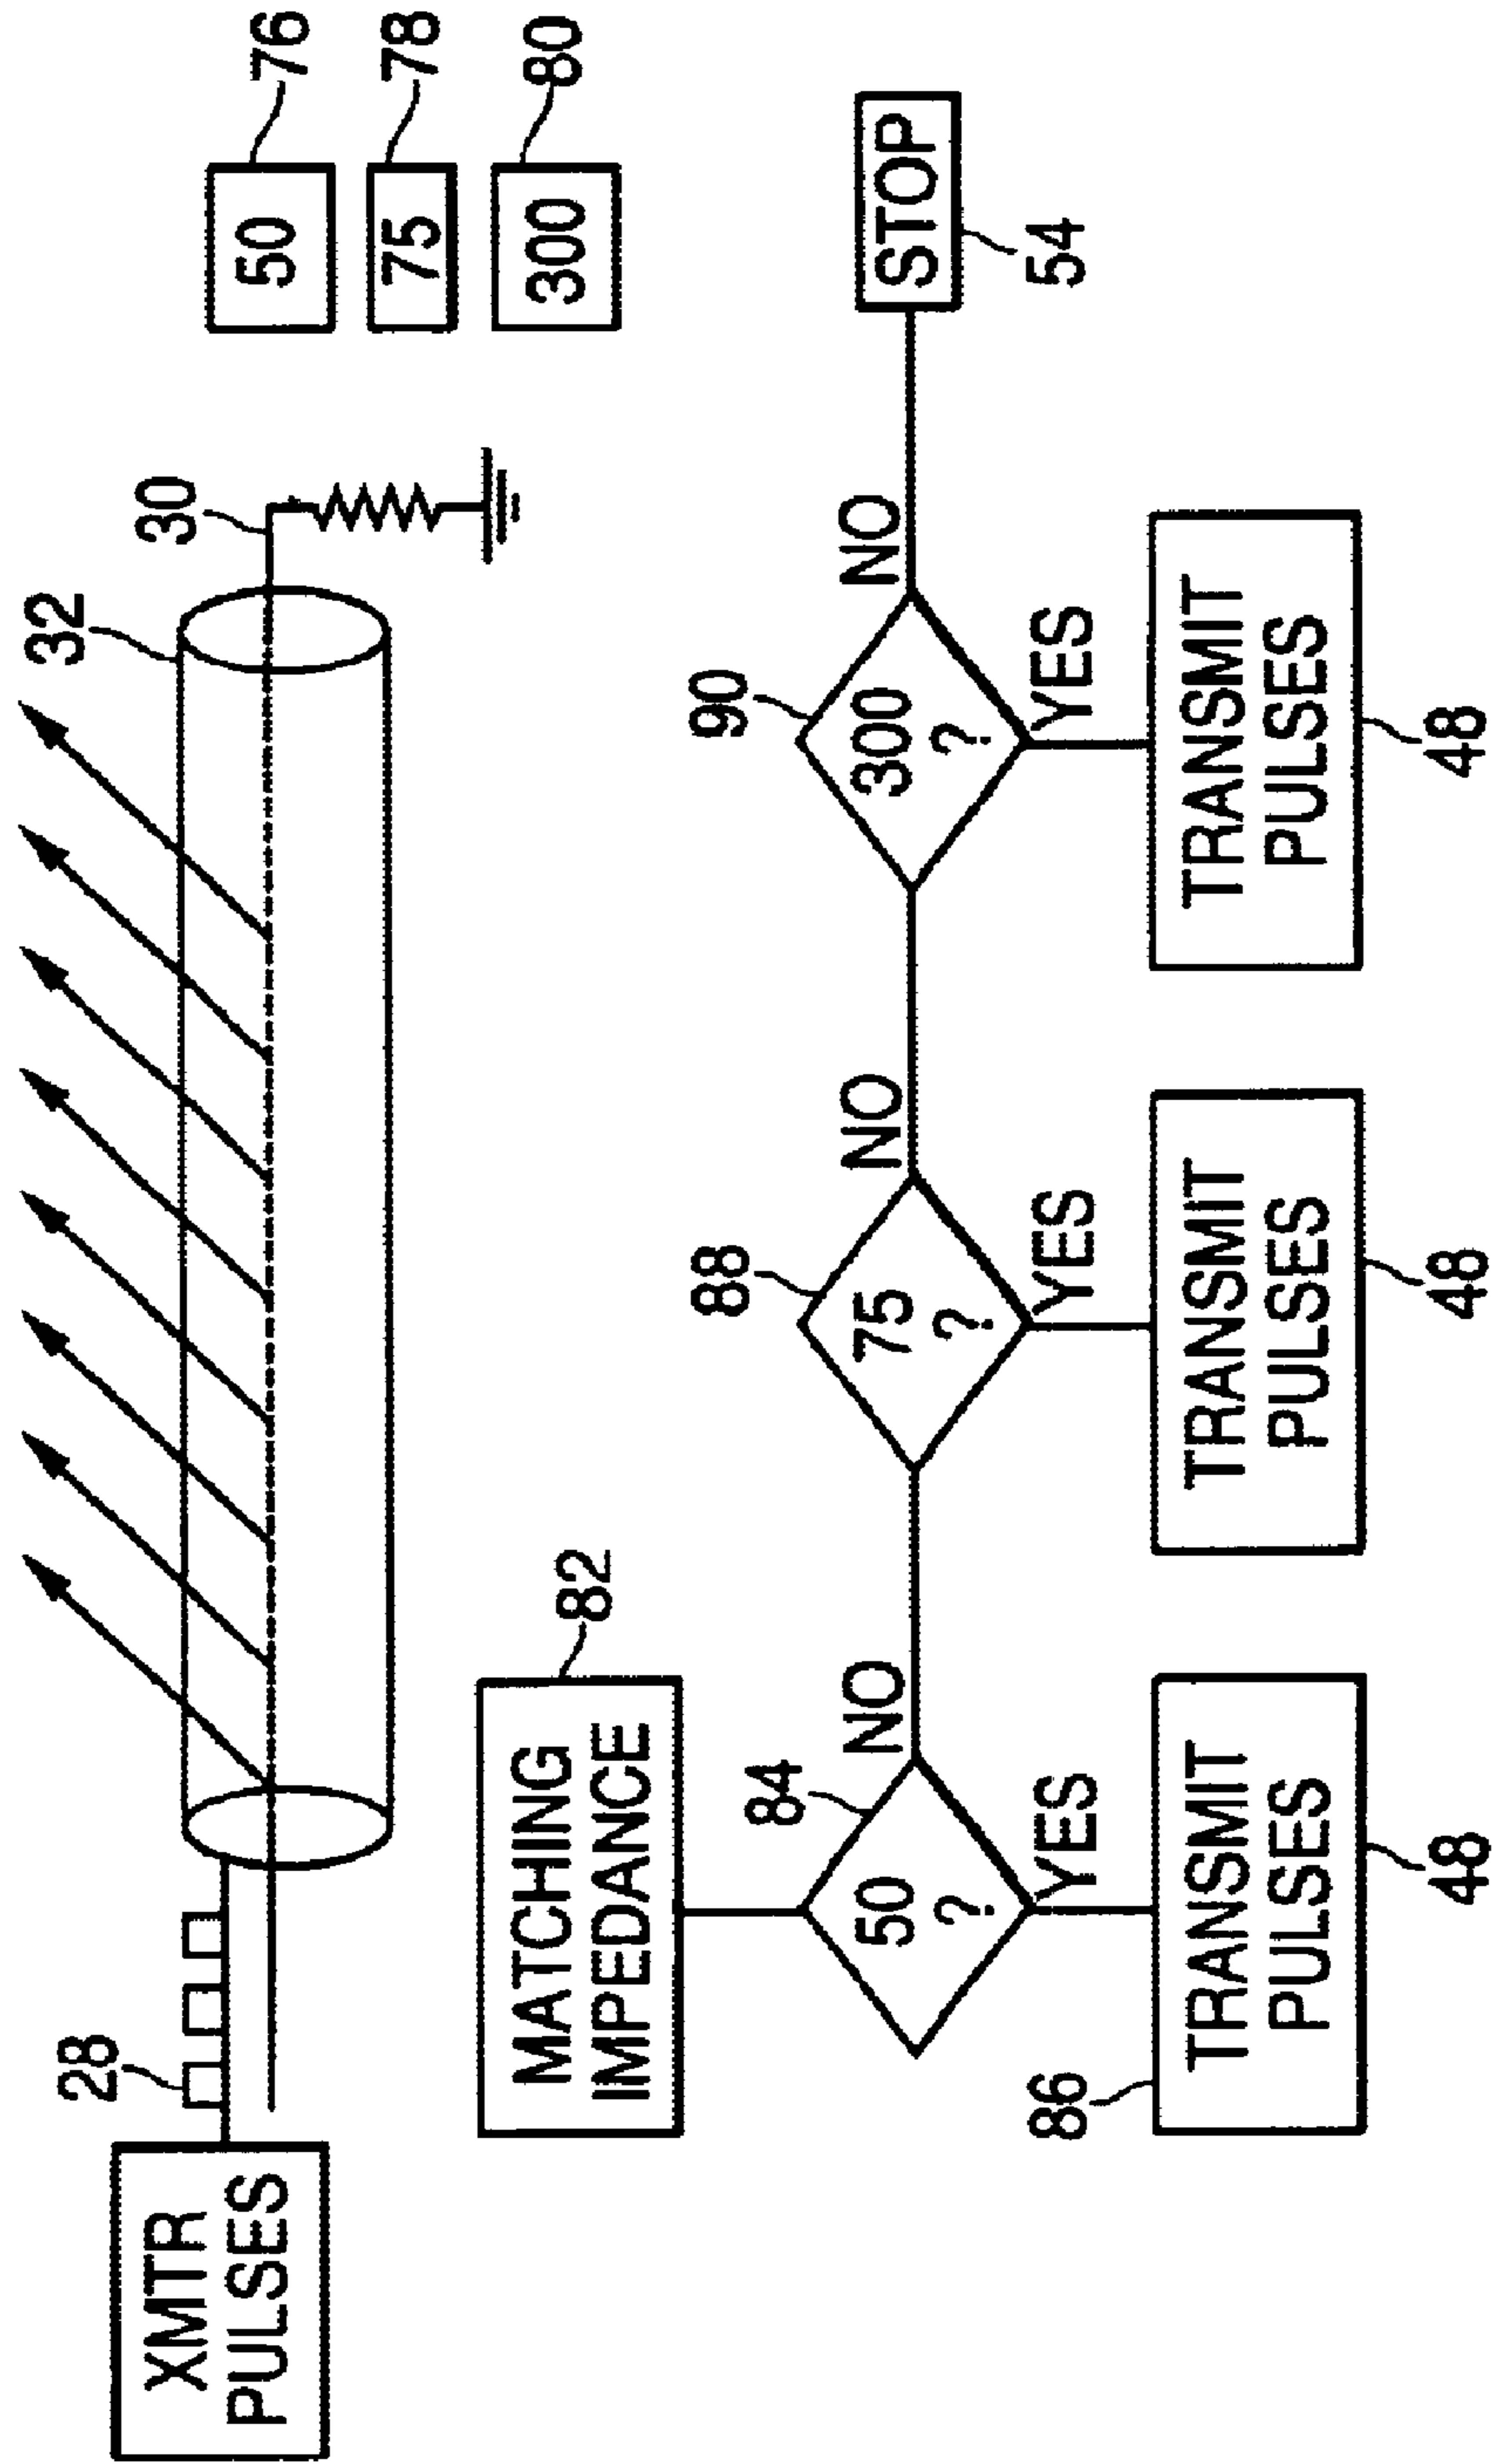 28
32
30
XMTR
PULSES
50
76
75
78
300
80
MATCHING
IMPEDANCE
82
84
50
?
NO
88
75
?
NO
90
300
?
NO
STOP
54
YES
YES
YES
86
TRANSMIT
PULSES
48
TRANSMIT
PULSES
48
TRANSMIT
PULSES
48